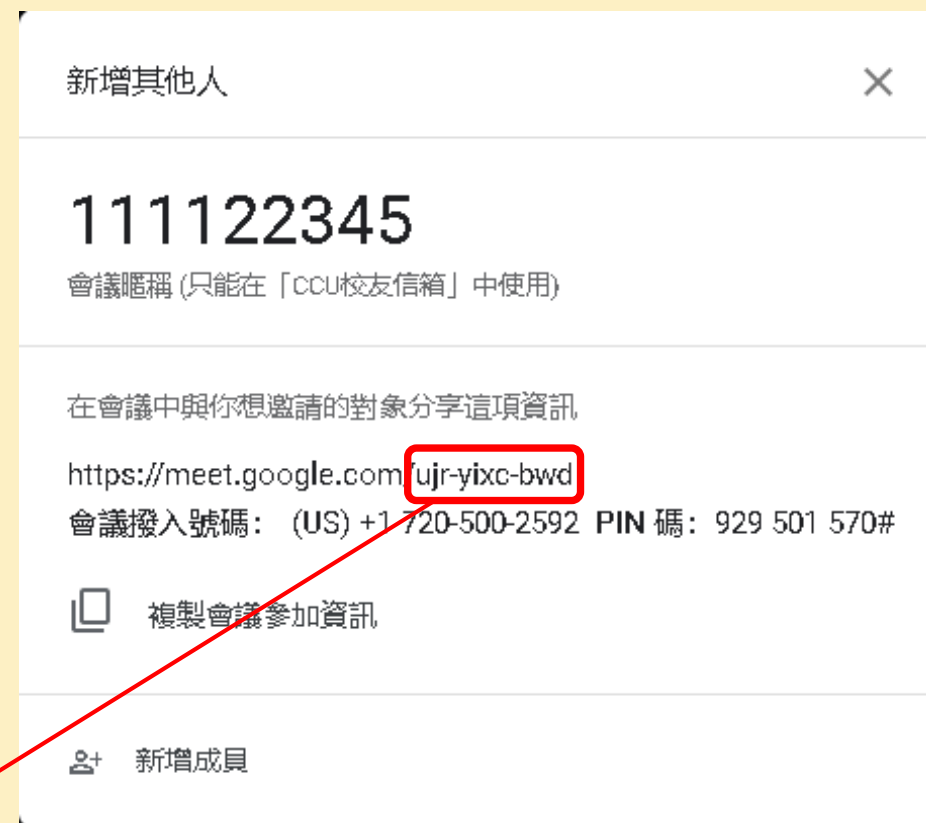 新增其他人
111122345
會議暱稱 (只能在「CCU校友信箱」中使用)
在會議中與你想邀請的對象分享這項資訊
https://meet.google.com/ujr-yixc-bwd
會議撥入號碼： (US) +1 720-500-2592 PIN 碼： 929 501 570#
複製會議參加資訊
新增成員